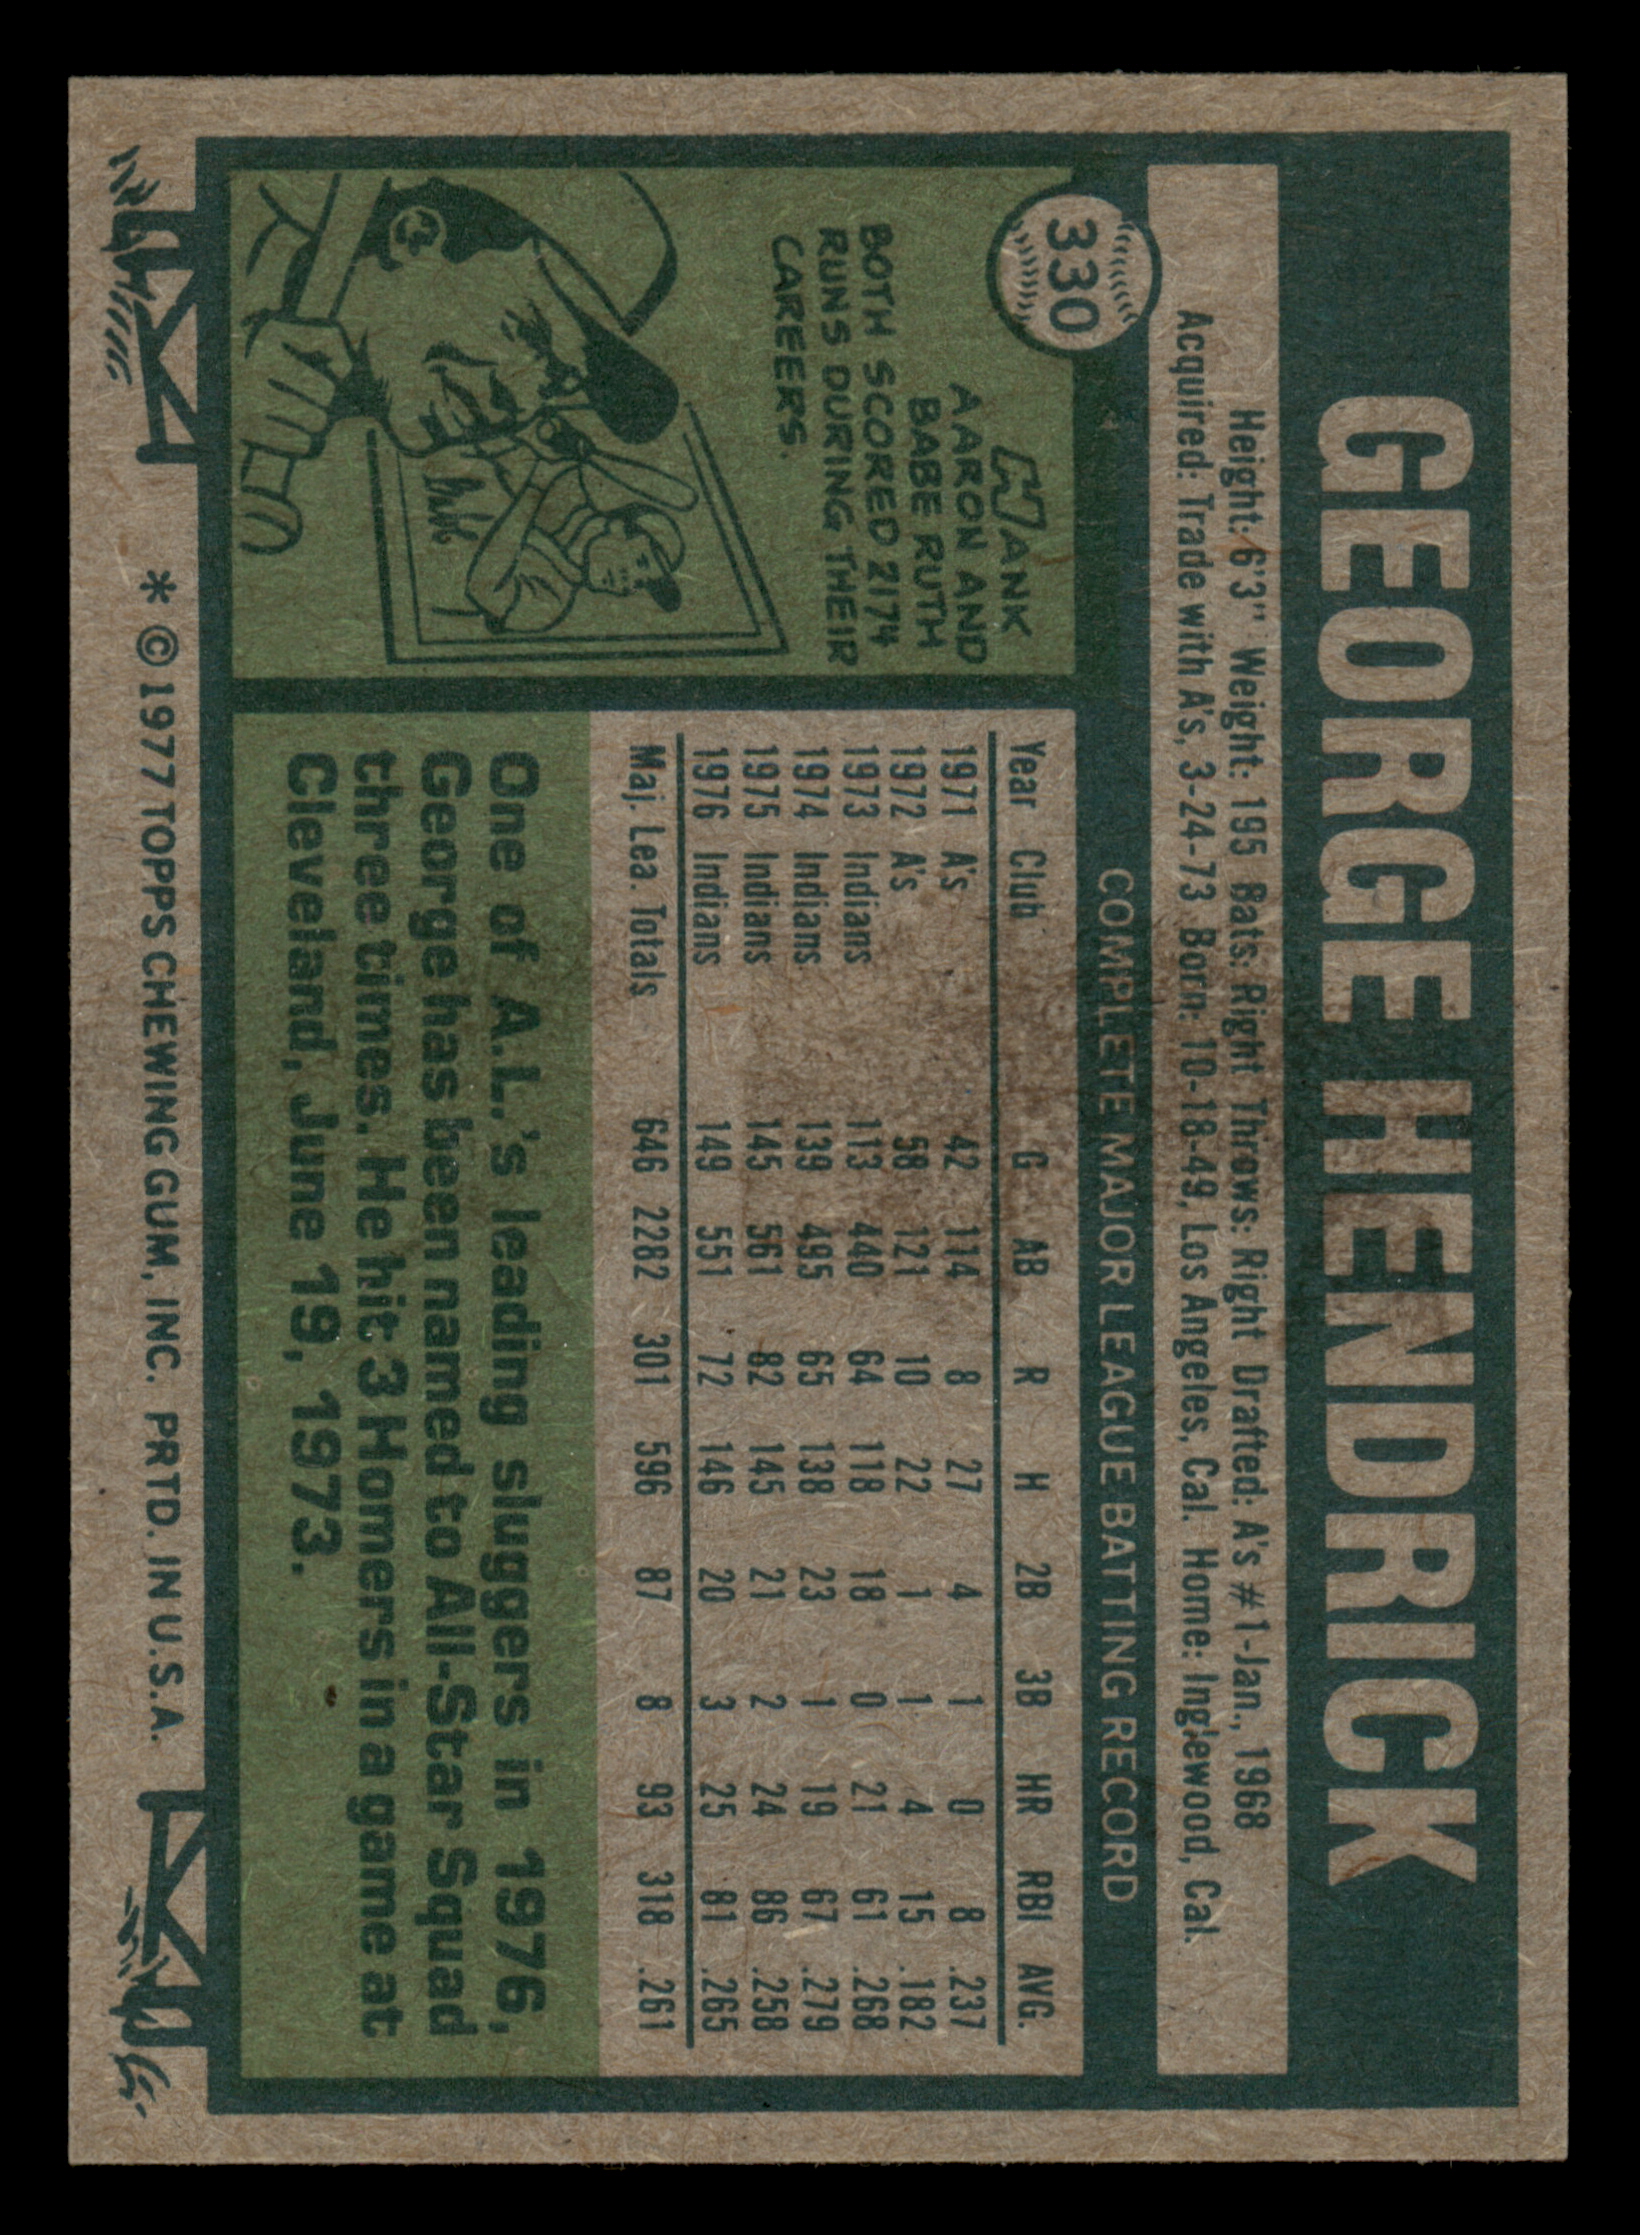 GEORGE HENDRICK
Height: 6'3" Weight: 195 Bats: Right Throws: Right Drafted: A's #1-Jan., 1968
Acquired: Trade with A's, 3-24-73 Born: 10-18-49, Los Angeles, Cal. Home: Inglewood, Cal.
330
COMPLETE MAJOR LEAGUE BATTING RECORD
HANK
AARON AND
BABE RUTH
BOTH SCORED 2174
RUNS DURING THEIR
CAREERS.
Babe
Year Club G AB R H 2B 3B HR RBI AVG.
1971 A's 42 114 8 27 4 1 0 8 .237
1972 A's 58 121 10 22 1 1 4 15 .182
1973 Indians 113 440 64 118 18 0 21 61 .268
1974 Indians 139 495 65 138 23 1 19 67 .279
1975 Indians 145 561 82 145 21 2 24 86 .258
1976 Indians 149 551 72 146 20 3 25 81 .265
Maj. Lea. Totals 646 2282 301 596 87 8 93 318 .261
One of A.L.'s leading sluggers in 1976,
George has been named to All-Star Squad
three times. He hit 3 Homers in a game at
Cleveland, June 19, 1973.
* © 1977 TOPPS CHEWING GUM, INC. PRTD. IN U.S.A.